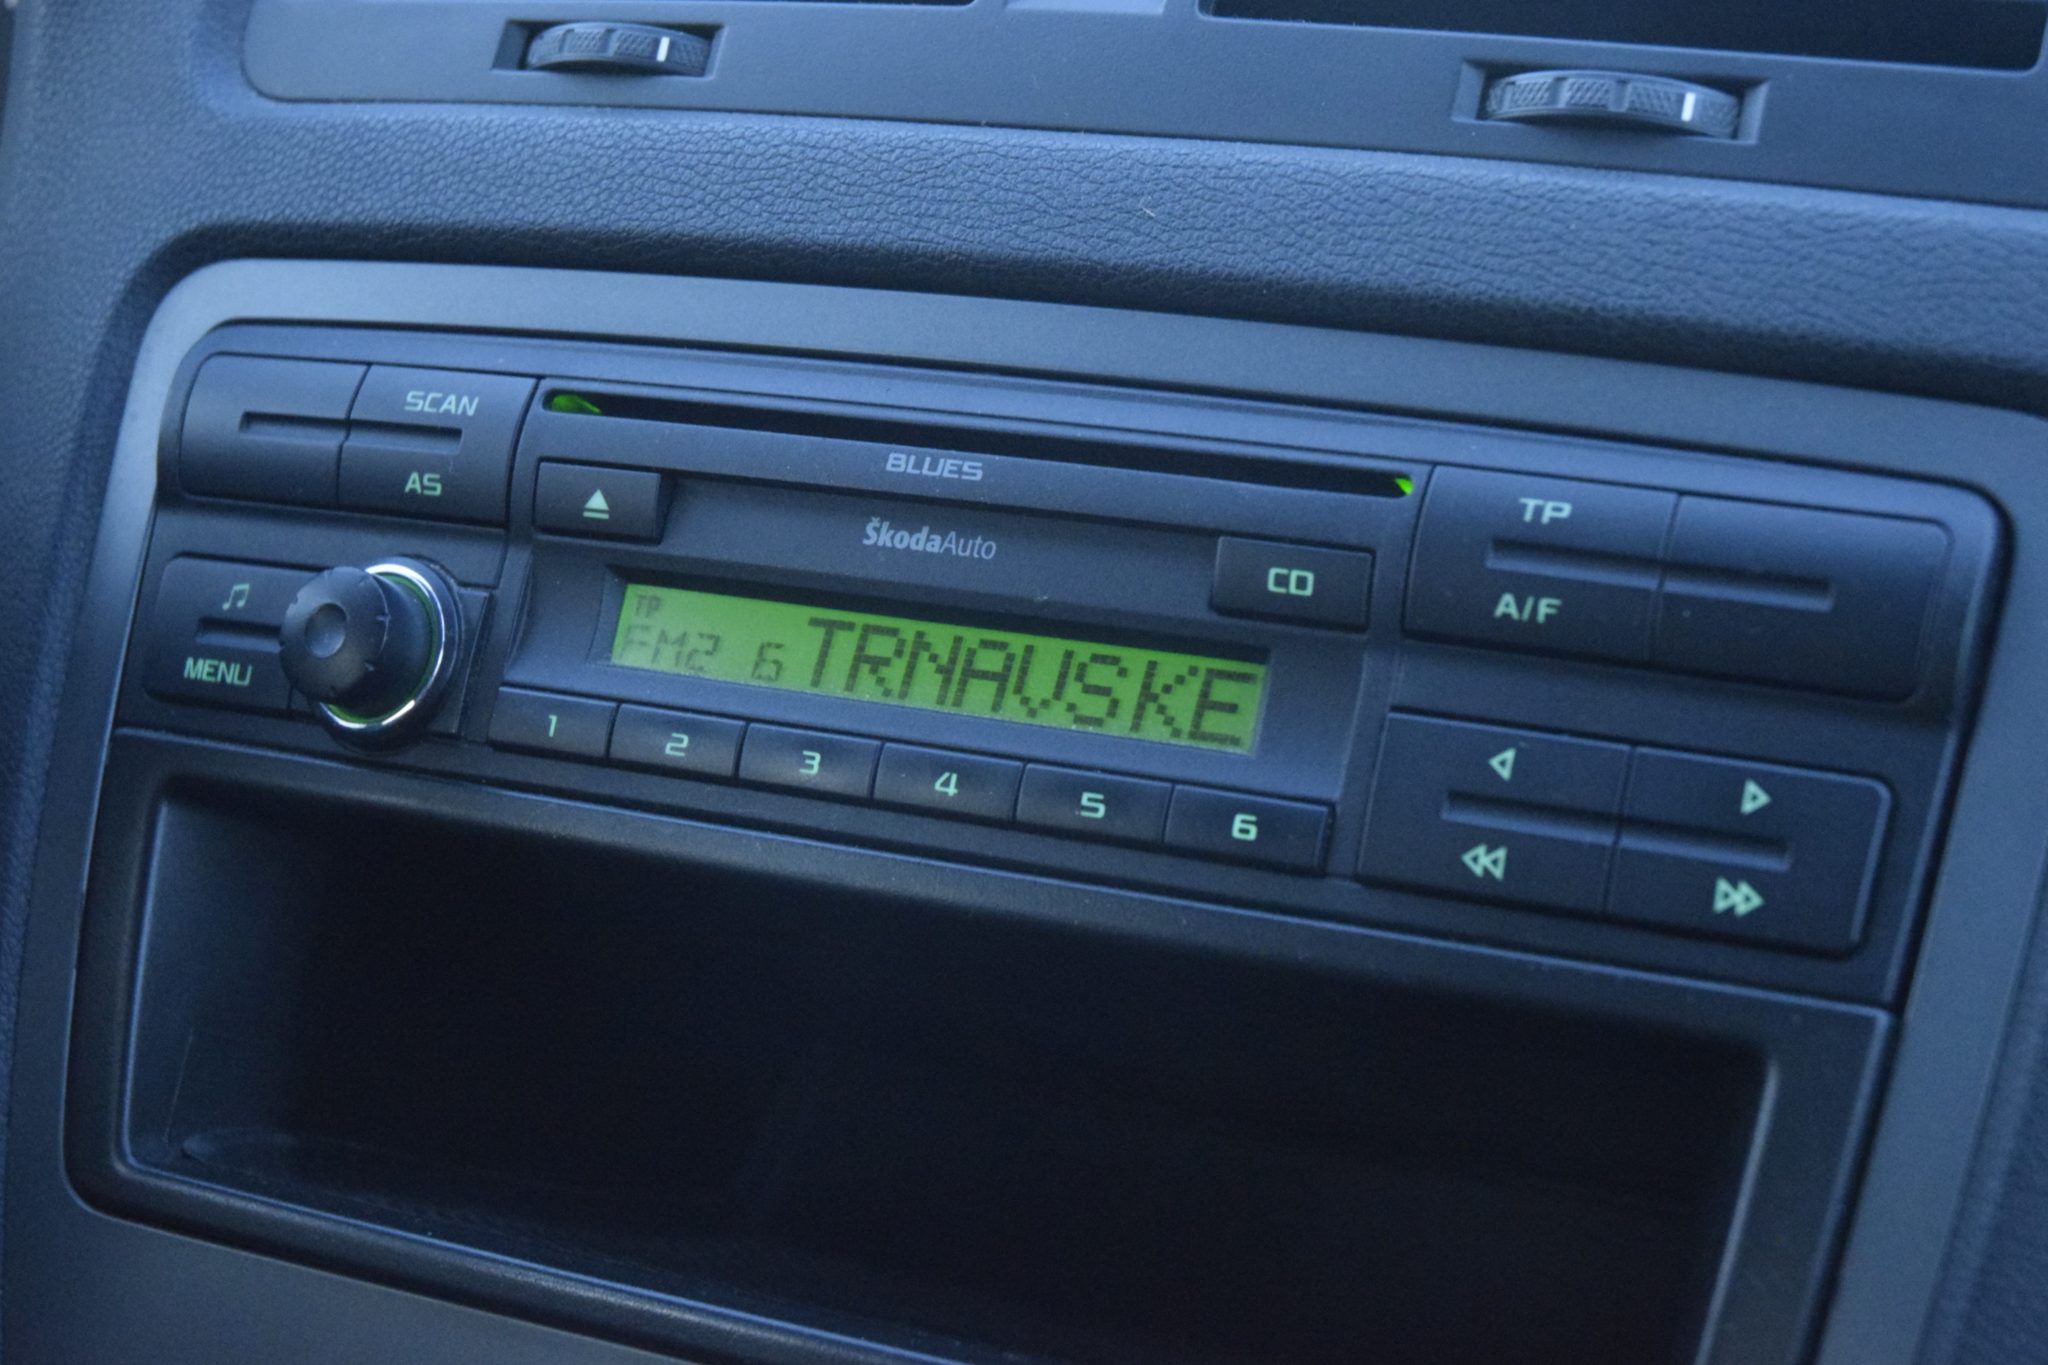 SCAN
AS
BLUES
ŠkodaAuto
CD
TP
A/F
MENU
TP
FM2 6 TRNAVSKE
1 2 3 4 5 6